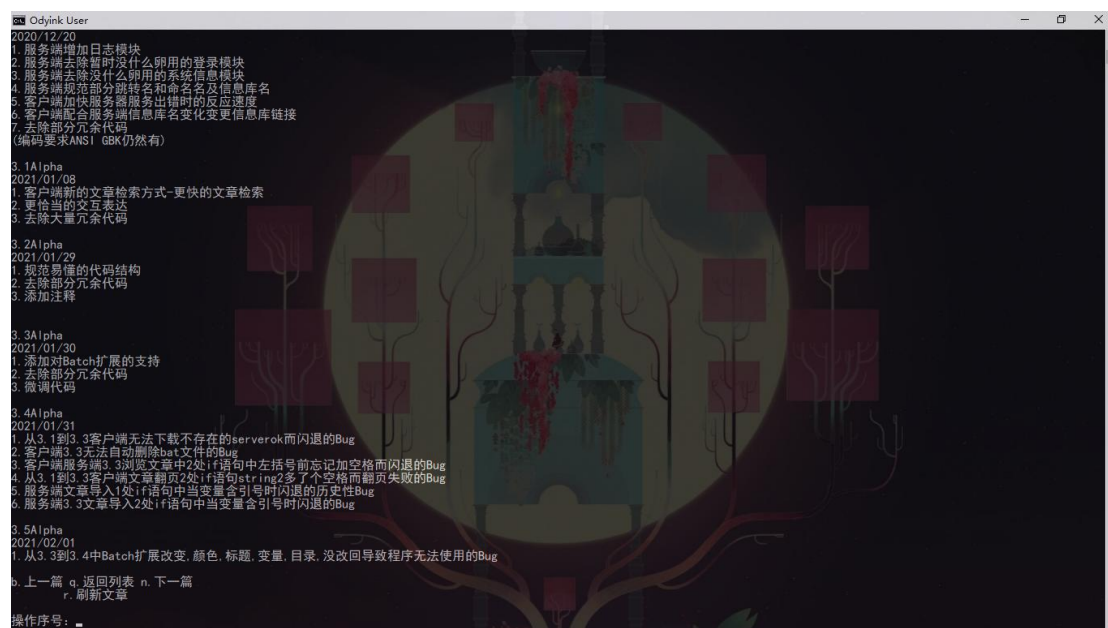 Odyink User
2020/12/20
1.服务端增加日志模块
2.服务端去除暂时没什么卵用的登录模块
3.服务端去除没什么卵用的系统信息模块
4.服务端规范部分跳转名和命名名及信息库名
5.客户端加快服务器服务出错时的反应速度
6.客户端配合服务端信息库名变化变更信息库链接
7.去除部分冗余代码
(编码要求ANSI GBK仍然有)
3.1Alpha
2021/01/08
1.客户端新的文章检索方式-更快的文章检索
2.更恰当的交互表达
3.去除大量冗余代码
3.2Alpha
2021/01/29
1.规范易懂的代码结构
2.去除部分冗余代码
3.添加注释
3.3Alpha
2021/01/30
1.添加对Batch扩展的支持
2.去除部分冗余代码
3.微调代码
3.4Alpha
2021/01/31
1.从3.1到3.3客户端无法下载不存在的serverok而闪退的Bug
2.客户端3.3无法自动删除bat文件的Bug
3.客户端服务端3.3浏览文章中2处if语句中左括号前忘记加空格而闪退的Bug
4.从3.1到3.3客户端文章翻页2处if语句string2多了个空格而翻页失败的Bug
5.服务端文章导入1处if语句中当变量含引号时闪退的历史性Bug
6.服务端3.3文章导入2处if语句中当变量含引号时闪退的Bug
3.5Alpha
2021/02/01
1.从3.3到3.4中Batch扩展改变,颜色,标题,变量,目录,没改回导致程序无法使用的Bug
b.上一篇 q.返回列表 n.下一篇
r.刷新文章
操作序号: